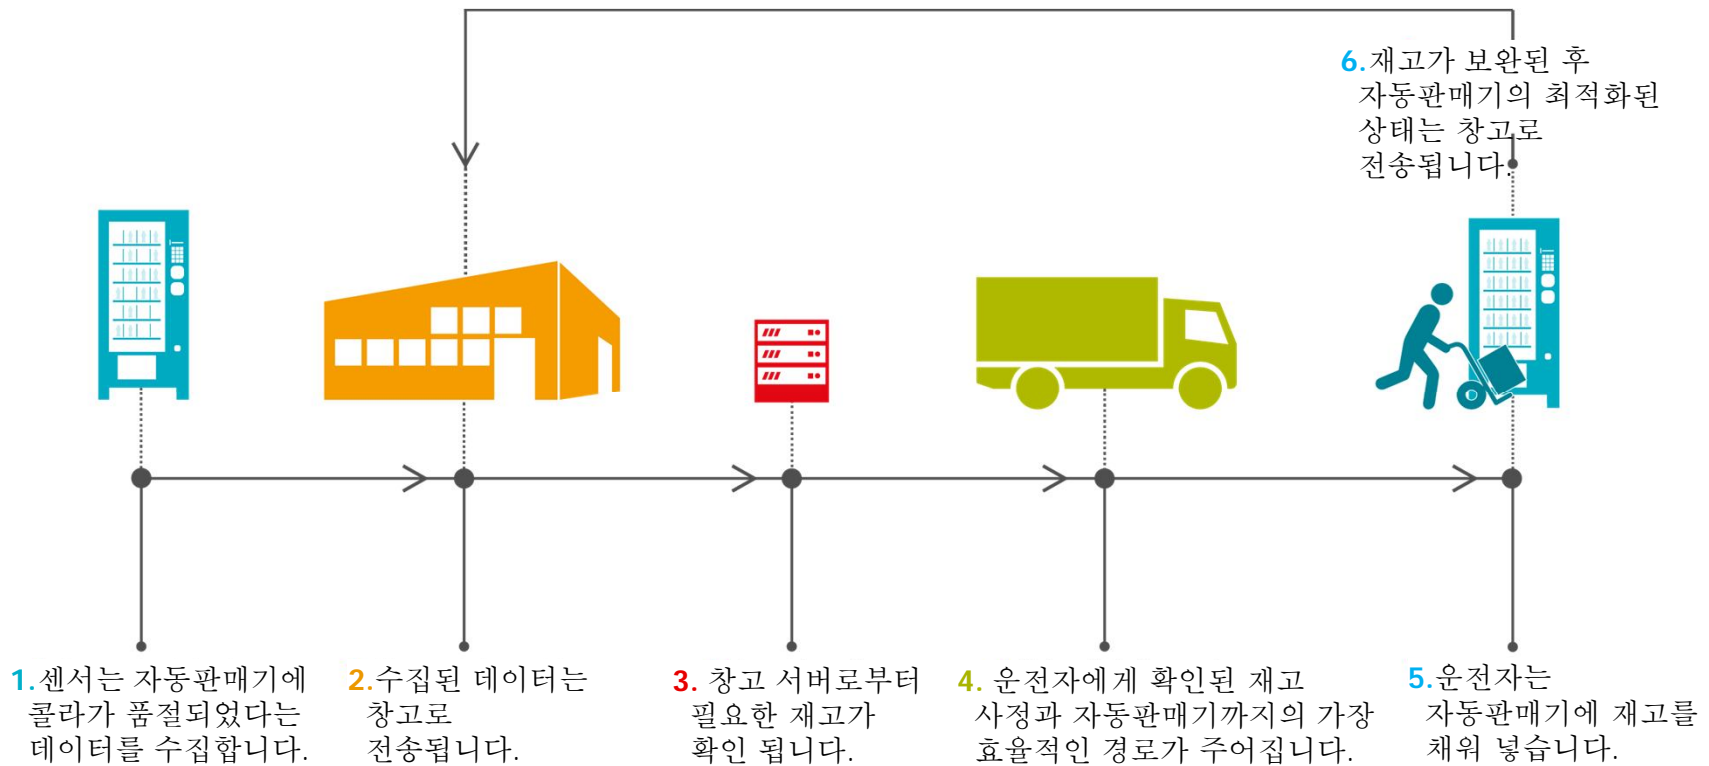 6.재고가 보완된 후
자동판매기의 최적화된
상태는 창고로
전송됩니다.
1.센서는 자동판매기에
콜라가 품절되었다는
데이터를 수집합니다.
2.수집된 데이터는
창고로
전송됩니다.
3. 창고 서버로부터
필요한 재고가
확인 됩니다.
4. 운전자에게 확인된 재고
사정과 자동판매기까지의 가장
효율적인 경로가 주어집니다.
5.운전자는
자동판매기에 재고를
채워 넣습니다.